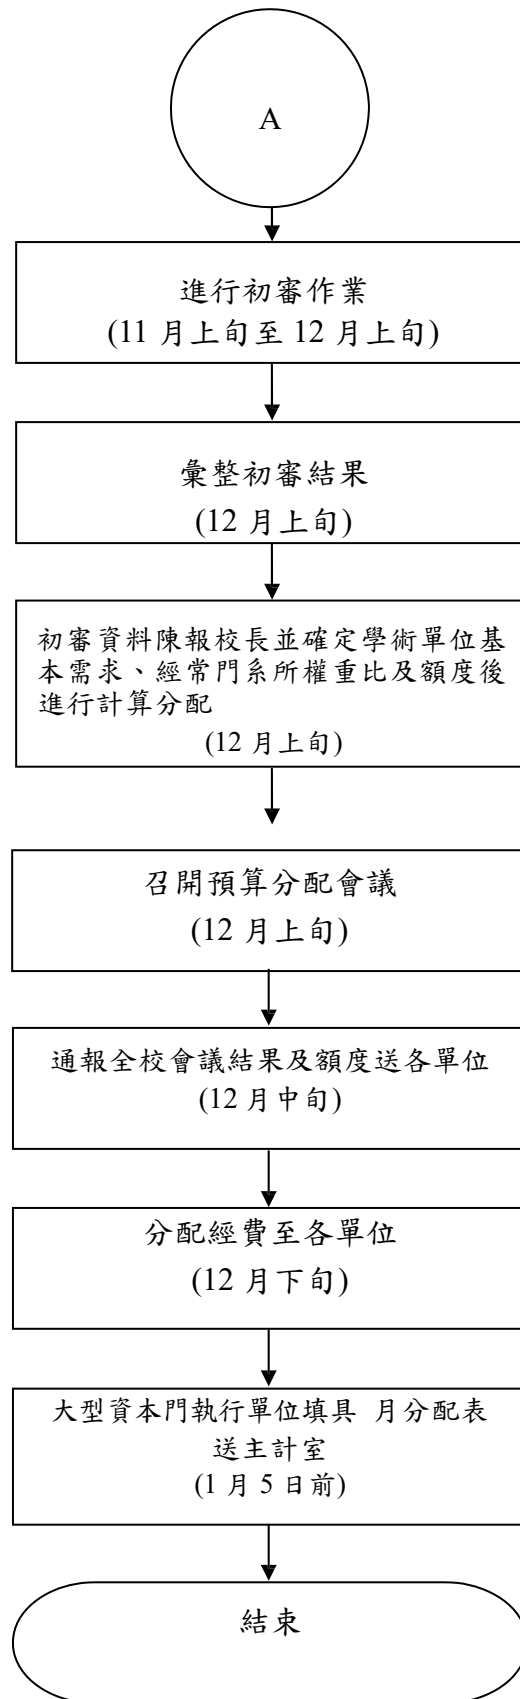 A
進行初審作業
(11 月上旬至 12 月上旬)
彙整初審結果
(12 月上旬)
初審資料陳報校長並確定學術單位基
本需求、經常門系所權重比及額度後
進行計算分配
(12 月上旬)
召開預算分配會議
(12 月上旬)
通報全校會議結果及額度送各單位
(12 月中旬)
分配經費至各單位
(12 月下旬)
大型資本門執行單位填具 月分配表
送主計室
(1 月 5 日前)
結束